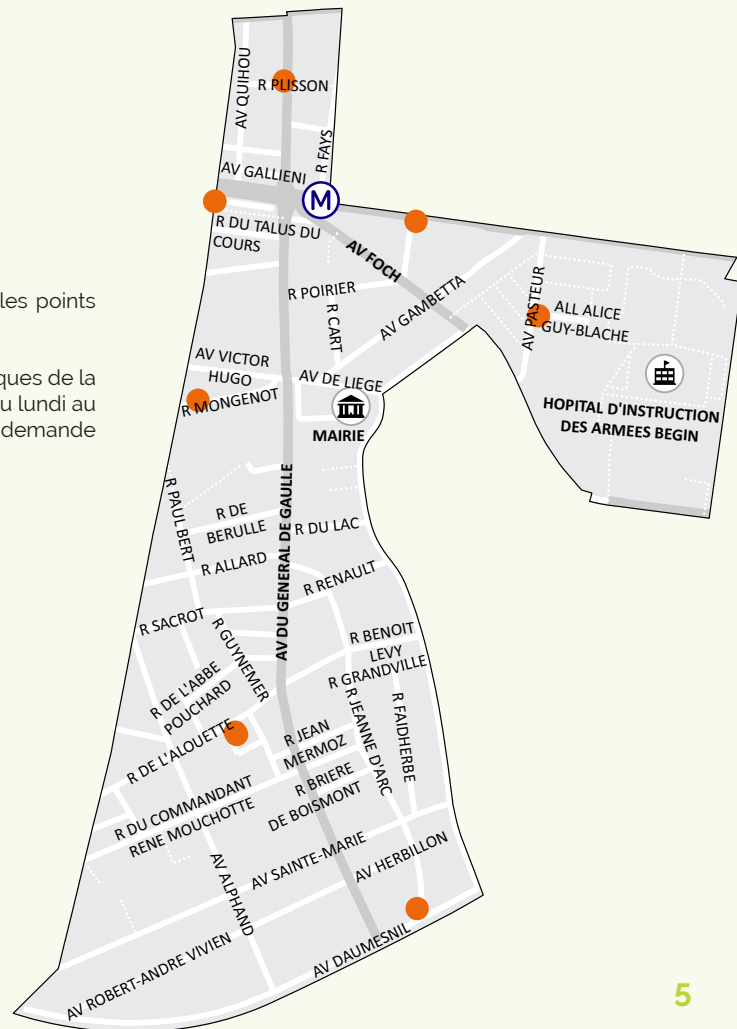 AV QUIHOU
R PLISSON
R FAYS
AV GALLIENI
M
R DU TALUS DU
COURS
AV FOCH
les points
R POIRIER
AV GAMBETTA
R CART
AV PASTEUR
ALL ALICE
GUY-BLACHE
ques de la
u lundi au
demande
AV VICTOR
HUGO
R MONGENOT
AV DE LIEGE
MAIRIE
HOPITAL D'INSTRUCTION
DES ARMEES BEGIN
R PAUL BERT
R DE
BERULLE
R DU LAC
AV DU GENERAL DE GAULLE
R ALLARD
R RENAULT
R SACROT
R GUYNEMER
R BENOIT
LEVY
R GRANDVILLE
R DE L'ABBE
POUCHARD
R JEANNE D'ARC
R FAIDHERBE
R DE L'ALOUETTE
R JEAN
MERMOZ
R BRIERE
DE BOISMONT
R DU COMMANDANT
RENE MOUCHOTTE
AV ALPHAND
AV SAINTE-MARIE
AV HERBILLON
AV ROBERT-ANDRE VIVIEN
AV DAUMESNIL
5